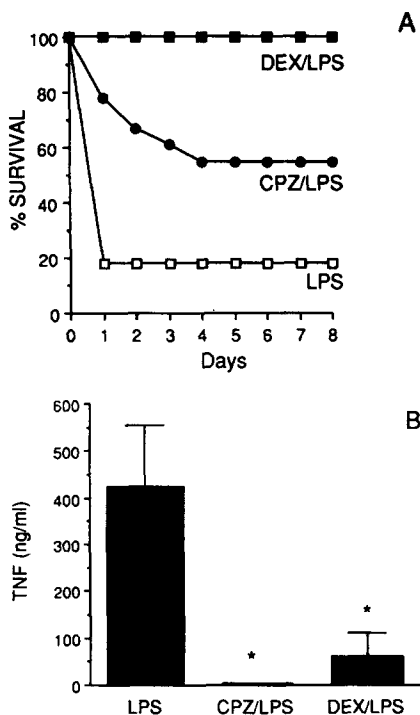 A
100
80
60
40
20
0
% SURVIVAL
DEX/LPS
CPZ/LPS
LPS
0 1 2 3 4 5 6 7 8
Days
B
600
500
400
300
200
100
0
TNF (ng/ml)
*
*
LPS CPZ/LPS DEX/LPS